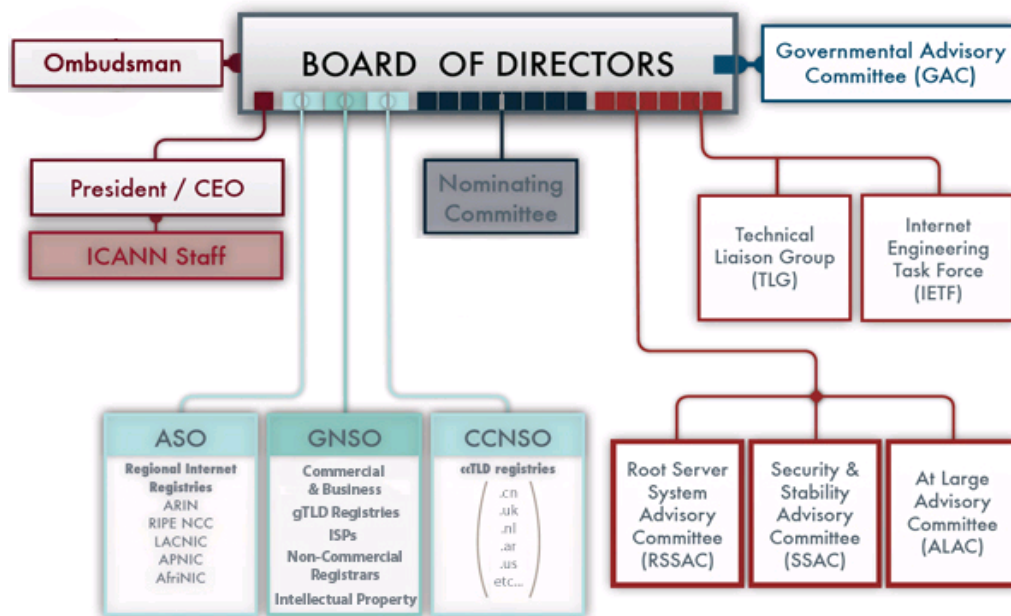 Ombudsman
BOARD OF DIRECTORS
Governmental Advisory
Committee (GAC)
President / CEO
ICANN Staff
Nominating
Committee
Technical
Liaison Group
(TLG)
Internet
Engineering
Task Force
(IETF)
ASO
Regional Internet
Registries
ARIN
RIPE NCC
LACNIC
APNIC
AfriNIC
GNSO
Commercial
& Business
gTLD Registries
ISPs
Non-Commercial
Registrars
Intellectual Property
CCNSO
ccTLD registries
.cn
.uk
.nl
.ar
.us
etc...
Root Server
System
Advisory
Committee
(RSSAC)
Security &
Stability
Advisory
Committee
(SSAC)
At Large
Advisory
Committee
(ALAC)